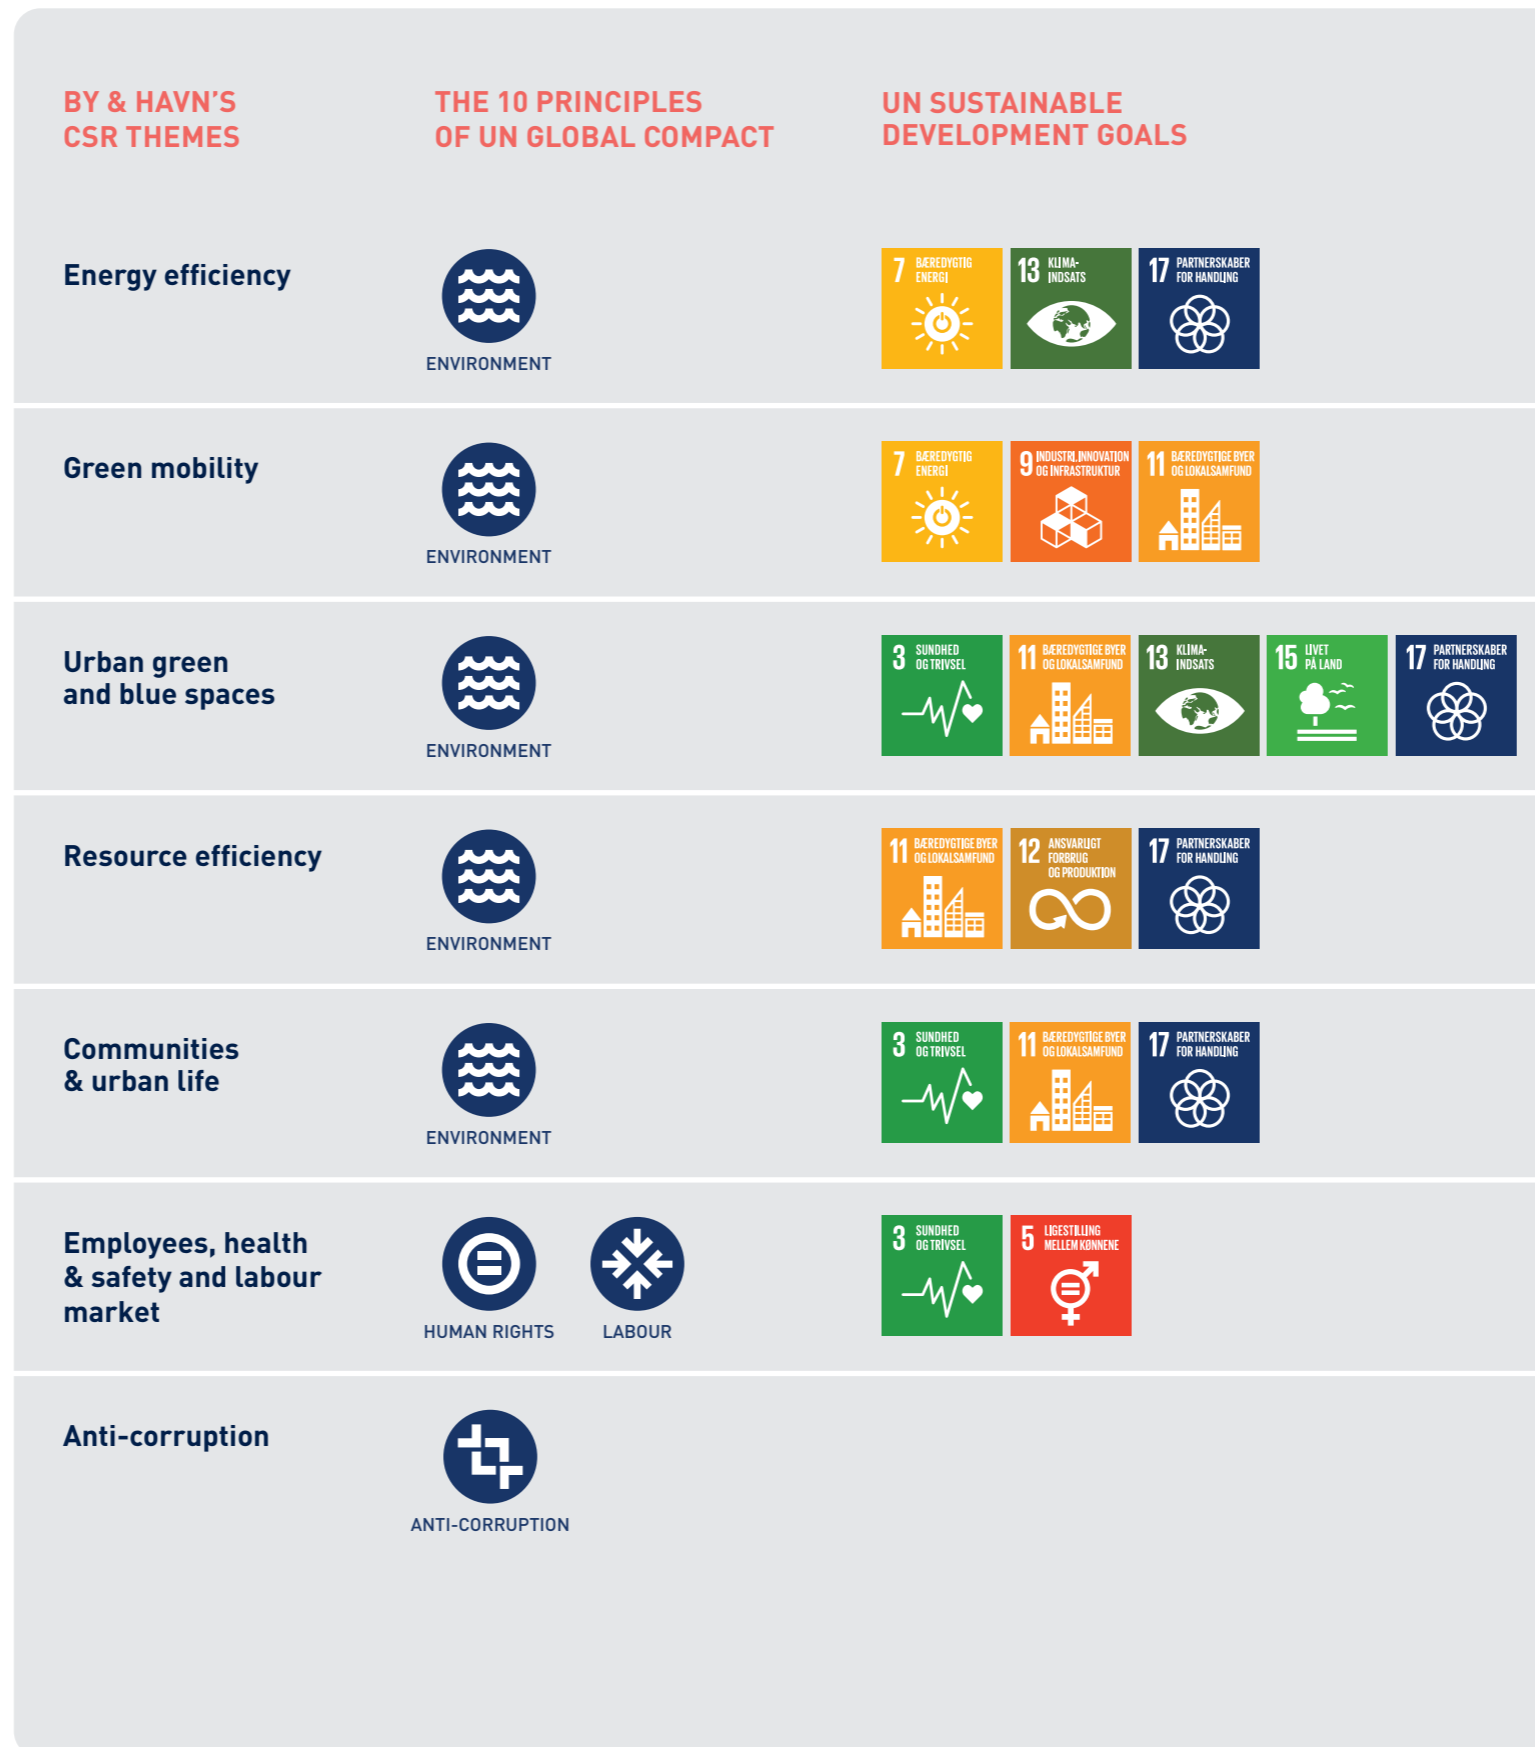 BY & HAVN'S
CSR THEMES
THE 10 PRINCIPLES
OF UN GLOBAL COMPACT
UN SUSTAINABLE
DEVELOPMENT GOALS
Energy efficiency
ENVIRONMENT
7 BÆREDYGTIG
ENERGI
13 KLIMA-
INDSATS
17 PARTNERSKABER
FOR HANDLING
Green mobility
ENVIRONMENT
7 BÆREDYGTIG
ENERGI
9 INDUSTRI, INNOVATION
OG INFRASTRUKTUR
11 BÆREDYGTIGE BYER
OG LOKALSAMFUND
Urban green
and blue spaces
ENVIRONMENT
3 SUNDHED
OG TRIVSEL
11 BÆREDYGTIGE BYER
OG LOKALSAMFUND
13 KLIMA-
INDSATS
15 LIVET
PÅ LAND
17 PARTNERSKABER
FOR HANDLING
Resource efficiency
ENVIRONMENT
11 BÆREDYGTIGE BYER
OG LOKALSAMFUND
12 ANSVARLIGT
FORBRUG
OG PRODUKTION
17 PARTNERSKABER
FOR HANDLING
Communities
& urban life
ENVIRONMENT
3 SUNDHED
OG TRIVSEL
11 BÆREDYGTIGE BYER
OG LOKALSAMFUND
17 PARTNERSKABER
FOR HANDLING
Employees, health
& safety and labour
market
HUMAN RIGHTS
LABOUR
3 SUNDHED
OG TRIVSEL
5 LIGESTILLING
MELLEM KØNNENE
Anti-corruption
ANTI-CORRUPTION